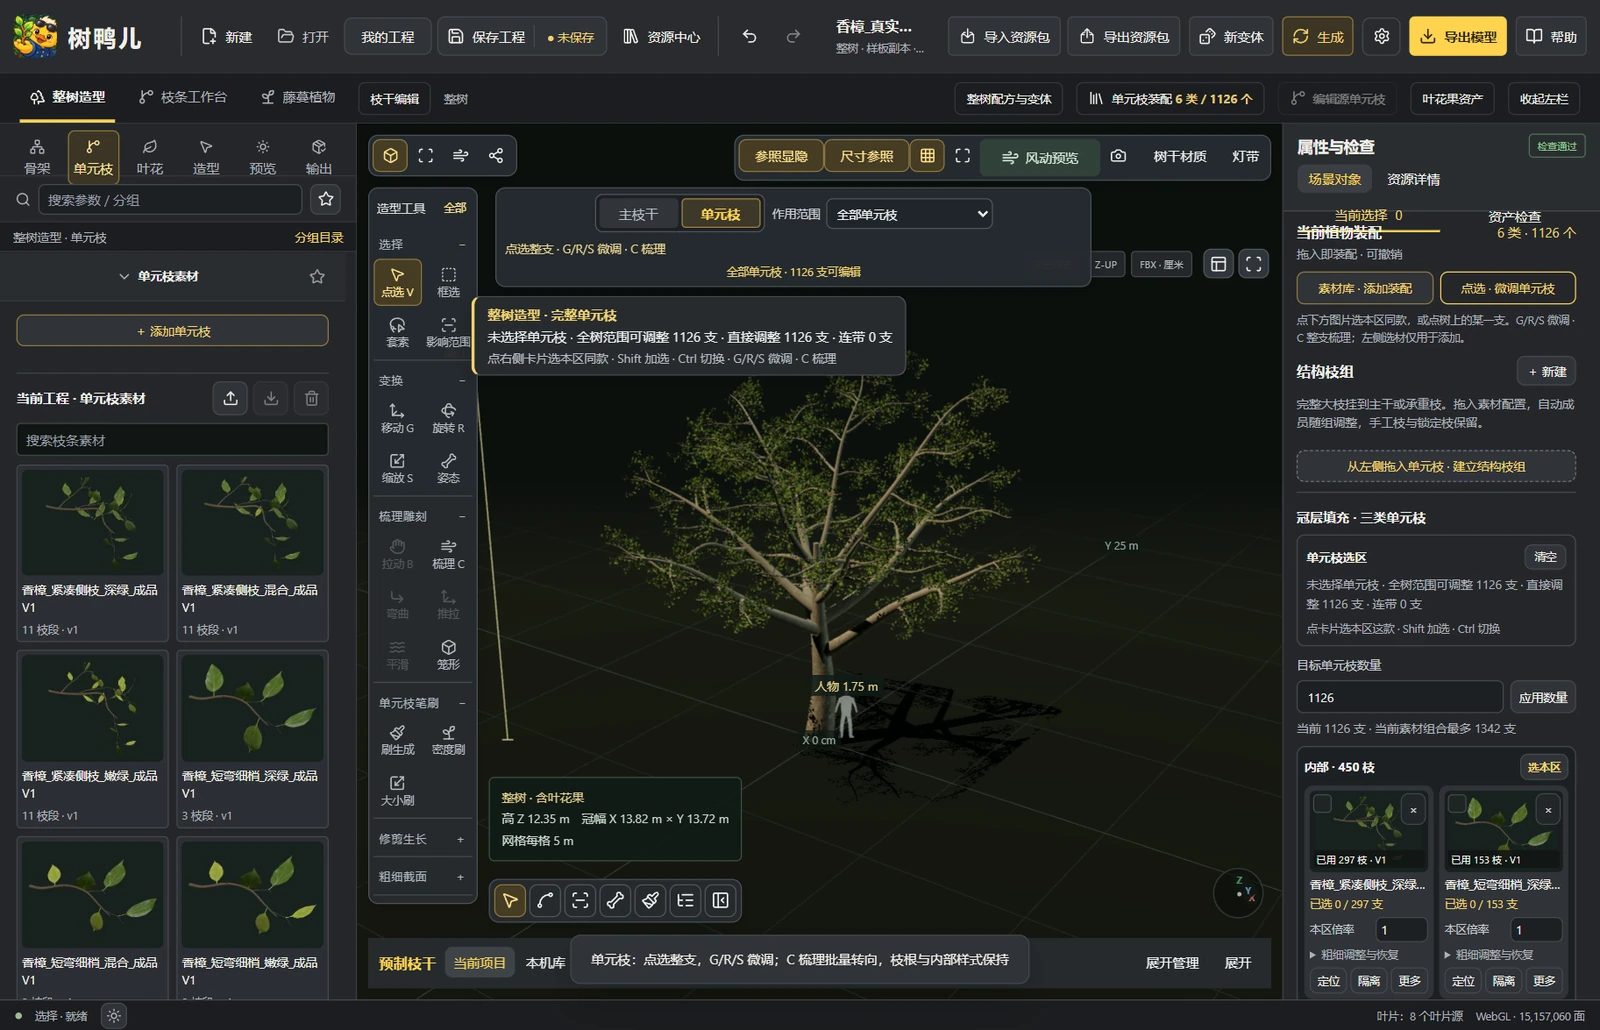 树鸭儿
新建
打开
我的工程
保存工程
● 未保存
资源中心
香樟_真实...
整树 · 样板副本 ·...
导入资源包
导出资源包
新变体
生成
导出模型
帮助
整树造型
枝条工作台
藤蔓植物
枝干编辑
整树
整树配方与变体
单元枝装配 6 类 / 1126 个
编辑源单元枝
叶花果资产
收起左栏
骨架
单元枝
叶花
造型
预览
输出
搜索参数 / 分组
整树造型 · 单元枝
分组目录
单元枝素材
+ 添加单元枝
当前工程 · 单元枝素材
搜索枝条素材
香樟_紧凑侧枝_深绿_成品
V1
11 枝段 · v1
香樟_紧凑侧枝_混合_成品
V1
11 枝段 · v1
香樟_紧凑侧枝_嫩绿_成品
V1
11 枝段 · v1
香樟_短弯细梢_深绿_成品
V1
3 枝段 · v1
香樟_短弯细梢_混合_成品
V1
香樟_短弯细梢_嫩绿_成品
V1
选择 · 就绪
参照显隐
尺寸参照
风动预览
树干材质
灯带
造型工具
全部
选择
点选 V
框选
套索
影响范围
变换
移动 G
旋转 R
缩放 S
姿态
梳理雕刻
拉动 B
梳理 C
弯曲
推拉
平滑
笼形
单元枝笔刷
刷生成
密度刷
大小刷
修剪生长
粗细截面
主枝干
单元枝
作用范围
全部单元枝
点选整支 · G/R/S 微调 · C 梳理
全部单元枝 · 1126 支可编辑
Z-UP
FBX · 厘米
整树造型 · 完整单元枝
未选择单元枝 · 全树范围可调整 1126 支 · 直接调整 1126 支 · 连带 0 支
点右侧卡片选本区同款 · Shift 加选 · Ctrl 切换 · G/R/S 微调 · C 梳理
Y 25 m
人物 1.75 m
X 0 cm
整树 · 含叶花果
高 Z 12.35 m 冠幅 X 13.82 m × Y 13.72 m
网格每格 5 m
Z
Y
X
预制枝干
当前项目
本机库
单元枝：点选整支，G/R/S 微调；C 梳理批量转向，枝根与内部样式保持
展开管理
展开
属性与检查
检查通过
场景对象
资源详情
当前选择 0
资产检查
当前植物装配
6 类 · 1126 个
拖入即装配 · 可撤销
素材库 · 添加装配
点选 · 微调单元枝
点下方图片选本区同款，或点树上的某一支。G/R/S 微调 ·
C 整支梳理；左侧选材仅用于添加。
结构枝组
+ 新建
完整大枝挂到主干或承重枝。拖入素材配置，自动成
员随组调整，手工枝与锁定枝保留。
从左侧拖入单元枝 · 建立结构枝组
冠层填充 · 三类单元枝
单元枝选区
清空
未选择单元枝 · 全树范围可调整 1126 支 · 直接调
整 1126 支 · 连带 0 支
点卡片选本区这款 · Shift 加选 · Ctrl 切换
目标单元枝数量
1126
应用数量
当前 1126 支 · 当前素材组合最多 1342 支
内部 · 450 枝
选本区
已用 297 枝 · V1
香樟_紧凑侧枝_深绿...
已选 0 / 297 支
本区倍率
1
粗细调整与恢复
定位
隔离
更多
已用 153 枝 · V1
香樟_短弯细梢_深绿...
已选 0 / 153 支
本区倍率
1
粗细调整与恢复
定位
隔离
更多
叶片：8 个叶片源
WebGL · 15,157,060 面